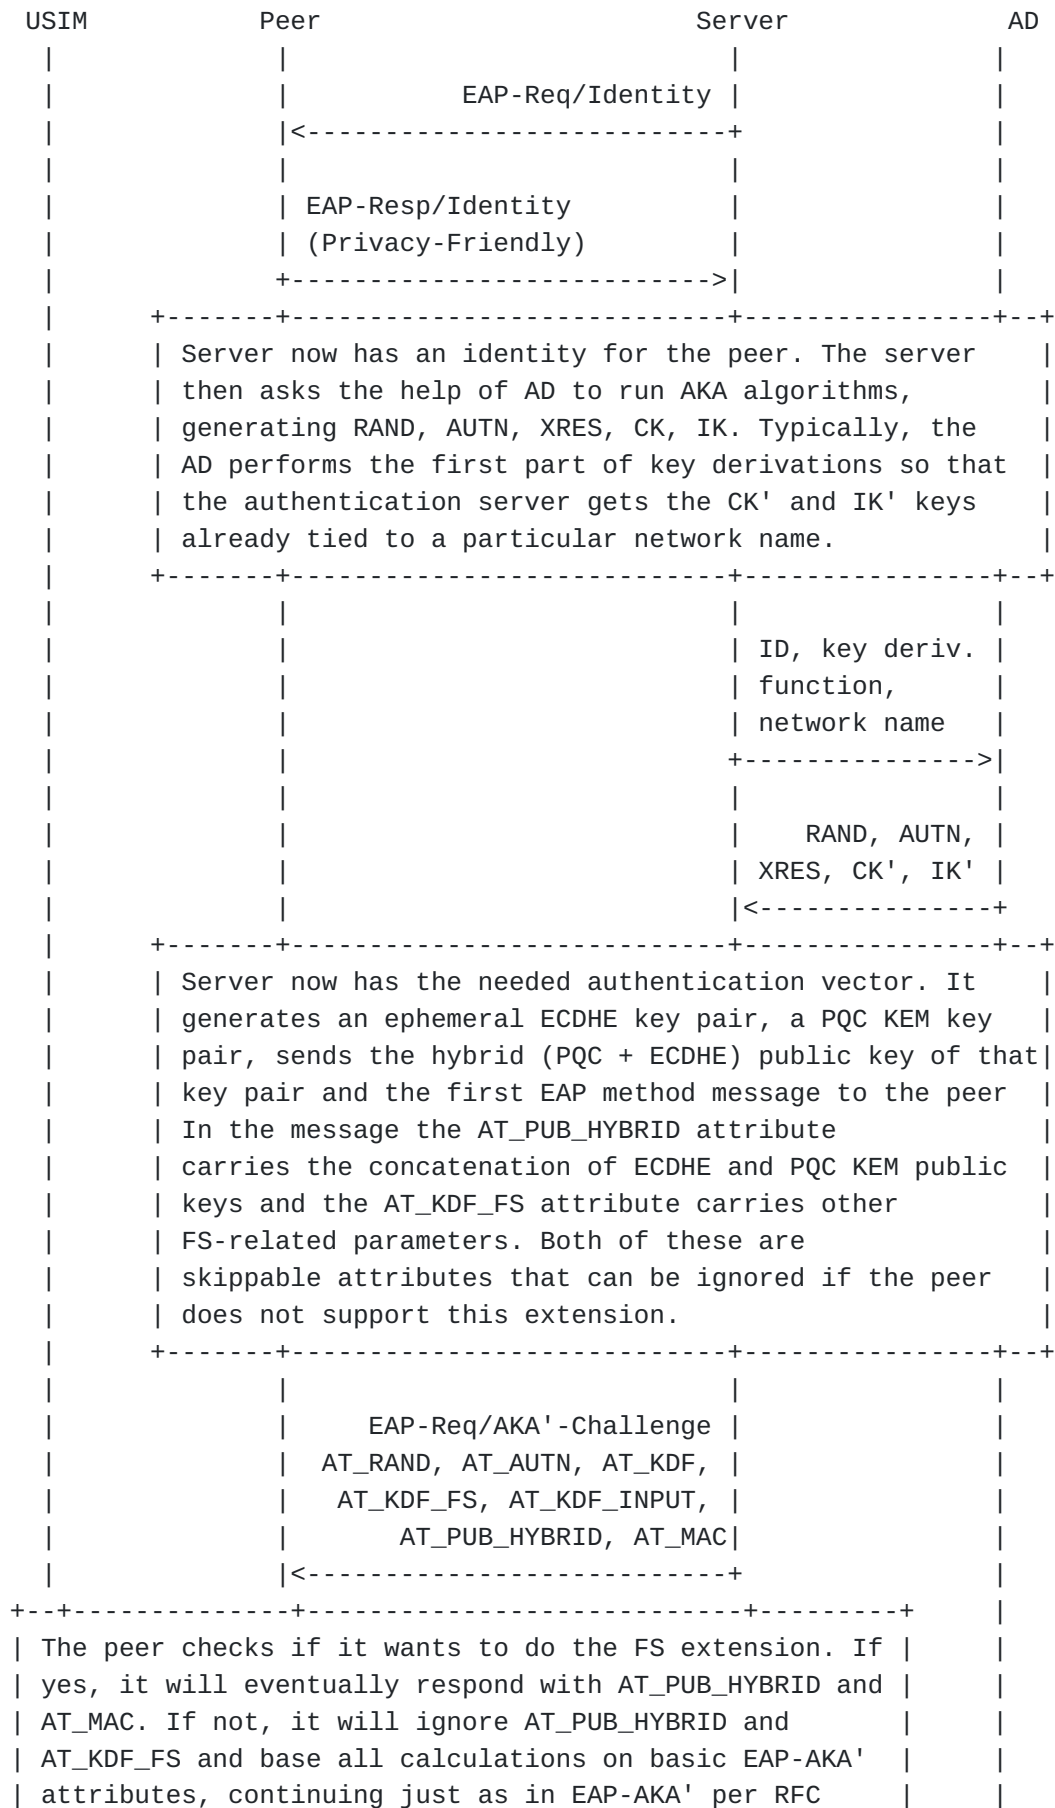 USIM Peer Server AD
EAP-Req/Identity
EAP-Resp/Identity
(Privacy-Friendly)
Server now has an identity for the peer. The server
then asks the help of AD to run AKA algorithms,
generating RAND, AUTN, XRES, CK, IK. Typically, the
AD performs the first part of key derivations so that
the authentication server gets the CK' and IK' keys
already tied to a particular network name.
ID, key deriv.
function,
network name
RAND, AUTN,
XRES, CK', IK'
Server now has the needed authentication vector. It
generates an ephemeral ECDHE key pair, a PQC KEM key
pair, sends the hybrid (PQC + ECDHE) public key of that
key pair and the first EAP method message to the peer
In the message the AT_PUB_HYBRID attribute
carries the concatenation of ECDHE and PQC KEM public
keys and the AT_KDF_FS attribute carries other
FS-related parameters. Both of these are
skippable attributes that can be ignored if the peer
does not support this extension.
EAP-Req/AKA'-Challenge
AT_RAND, AT_AUTN, AT_KDF,
AT_KDF_FS, AT_KDF_INPUT,
AT_PUB_HYBRID, AT_MAC
The peer checks if it wants to do the FS extension. If
yes, it will eventually respond with AT_PUB_HYBRID and
AT_MAC. If not, it will ignore AT_PUB_HYBRID and
AT_KDF_FS and base all calculations on basic EAP-AKA'
attributes, continuing just as in EAP-AKA' per RFC